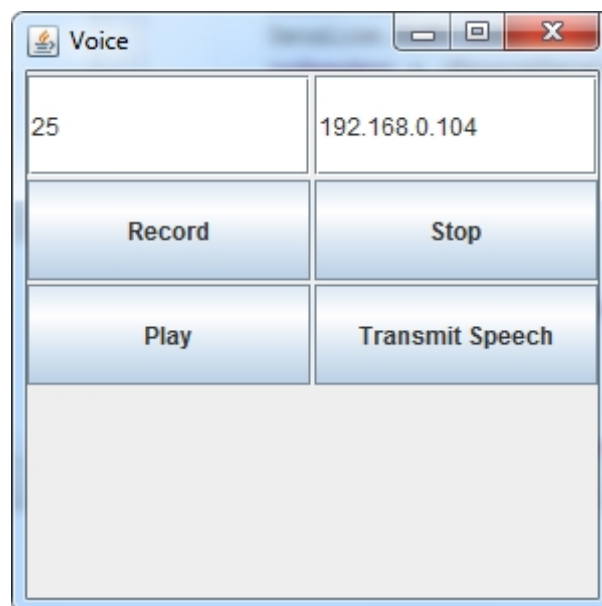 Voice
25
192.168.0.104
Record
Stop
Play
Transmit Speech